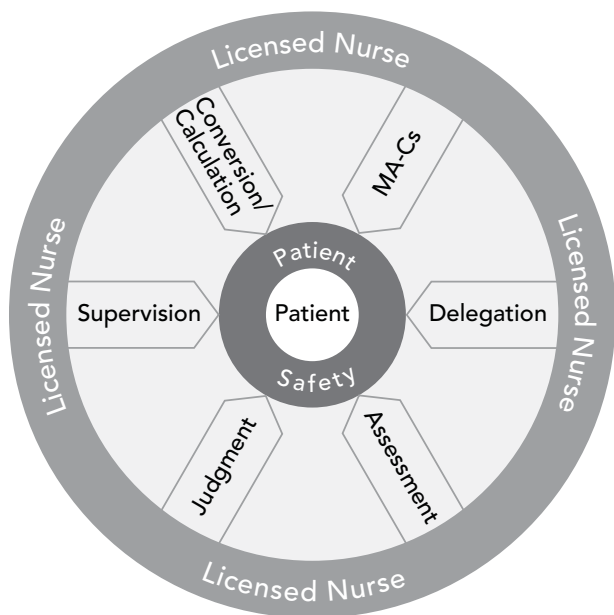 Licensed Nurse
Conversion/
Calculation
MA-Cs
Licensed Nurse
Licensed Nurse
Patient
Supervision
Patient
Delegation
Safety
Judgment
Assessment
Licensed Nurse